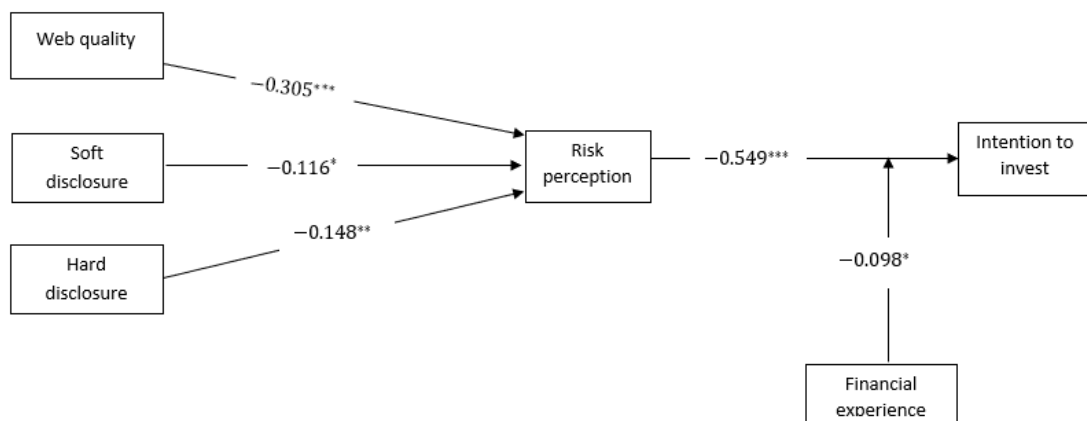 Web quality
−0.305***
Soft
disclosure
−0.116*
Risk
perception
−0.549***
Intention to
invest
Hard
disclosure
−0.148**
−0.098*
Financial
experience